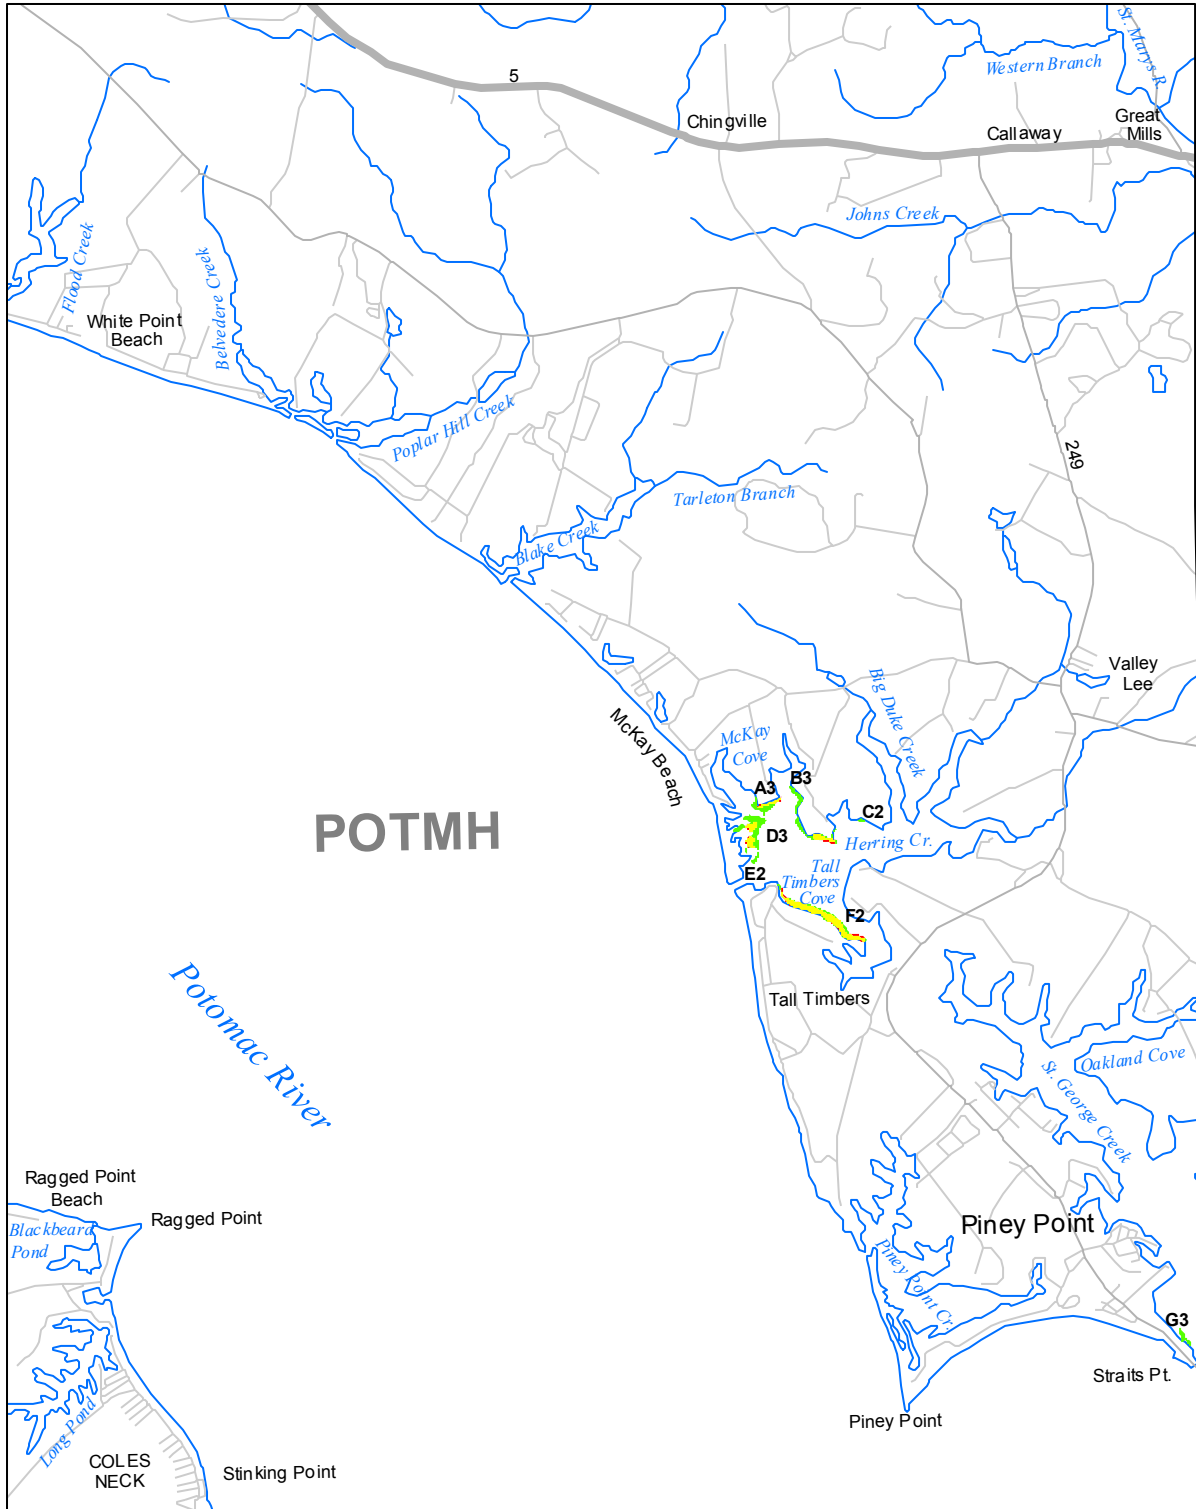 St. Marys R.
Western Branch
5
Chingville
Great
Mills
Callaway
Johns Creek
Flood Creek
Belvedere Creek
White Point
Beach
Poplar Hill Creek
249
Tarleton Branch
Blake Creek
Valley
Lee
Big Duke Creek
McKay Beach
McKay
Cove
A3
B3
C2
D3
Herring Cr.
POTMH
E2
Tall
Timbers
Cove
F2
Tall Timbers
Potomac River
Oakland Cove
St. George Creek
Ragged Point
Beach
Ragged Point
Blackbeard
Pond
Piney Point
Piney Point Cr.
G3
Straits Pt.
Long Pond
Piney Point
COLES
NECK
Stinking Point